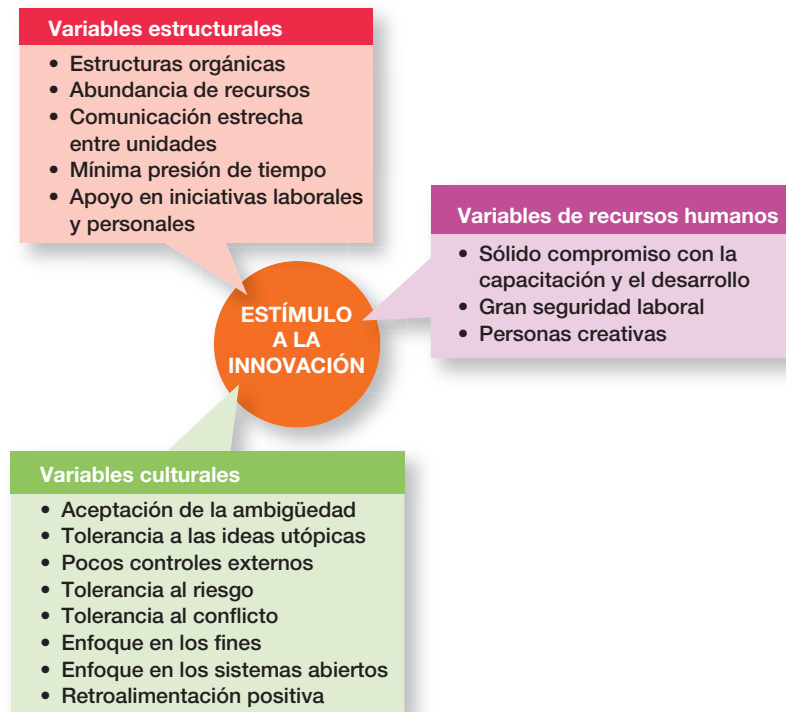 Variables estructurales
• Estructuras orgánicas
• Abundancia de recursos
• Comunicación estrecha
entre unidades
• Mínima presión de tiempo
• Apoyo en iniciativas laborales
y personales
Variables de recursos humanos
• Sólido compromiso con la
capacitación y el desarrollo
• Gran seguridad laboral
• Personas creativas
ESTÍMULO
A LA
INNOVACIÓN
Variables culturales
• Aceptación de la ambigüedad
• Tolerancia a las ideas utópicas
• Pocos controles externos
• Tolerancia al riesgo
• Tolerancia al conflicto
• Enfoque en los fines
• Enfoque en los sistemas abiertos
• Retroalimentación positiva